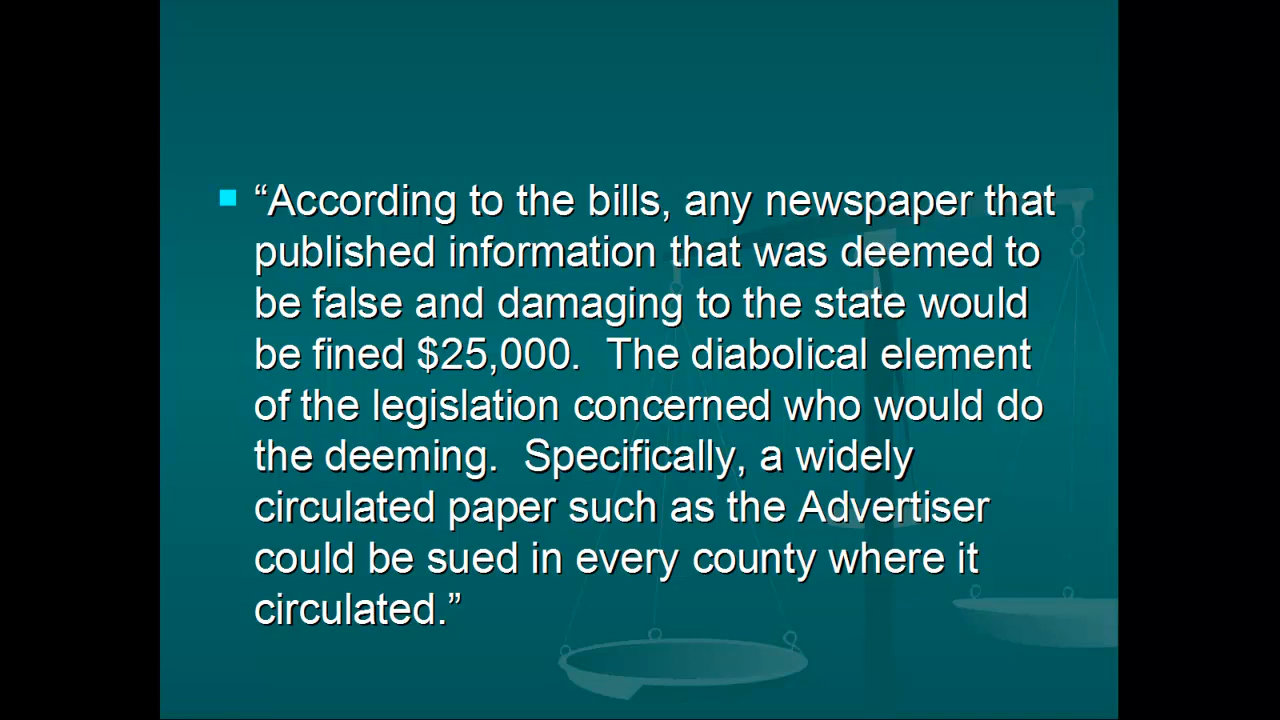 “According to the bills, any newspaper that
published information that was deemed to
be false and damaging to the state would
be fined $25,000.  The diabolical element
of the legislation concerned who would do
the deeming.  Specifically, a widely
circulated paper such as the Advertiser
could be sued in every county where it
circulated.”